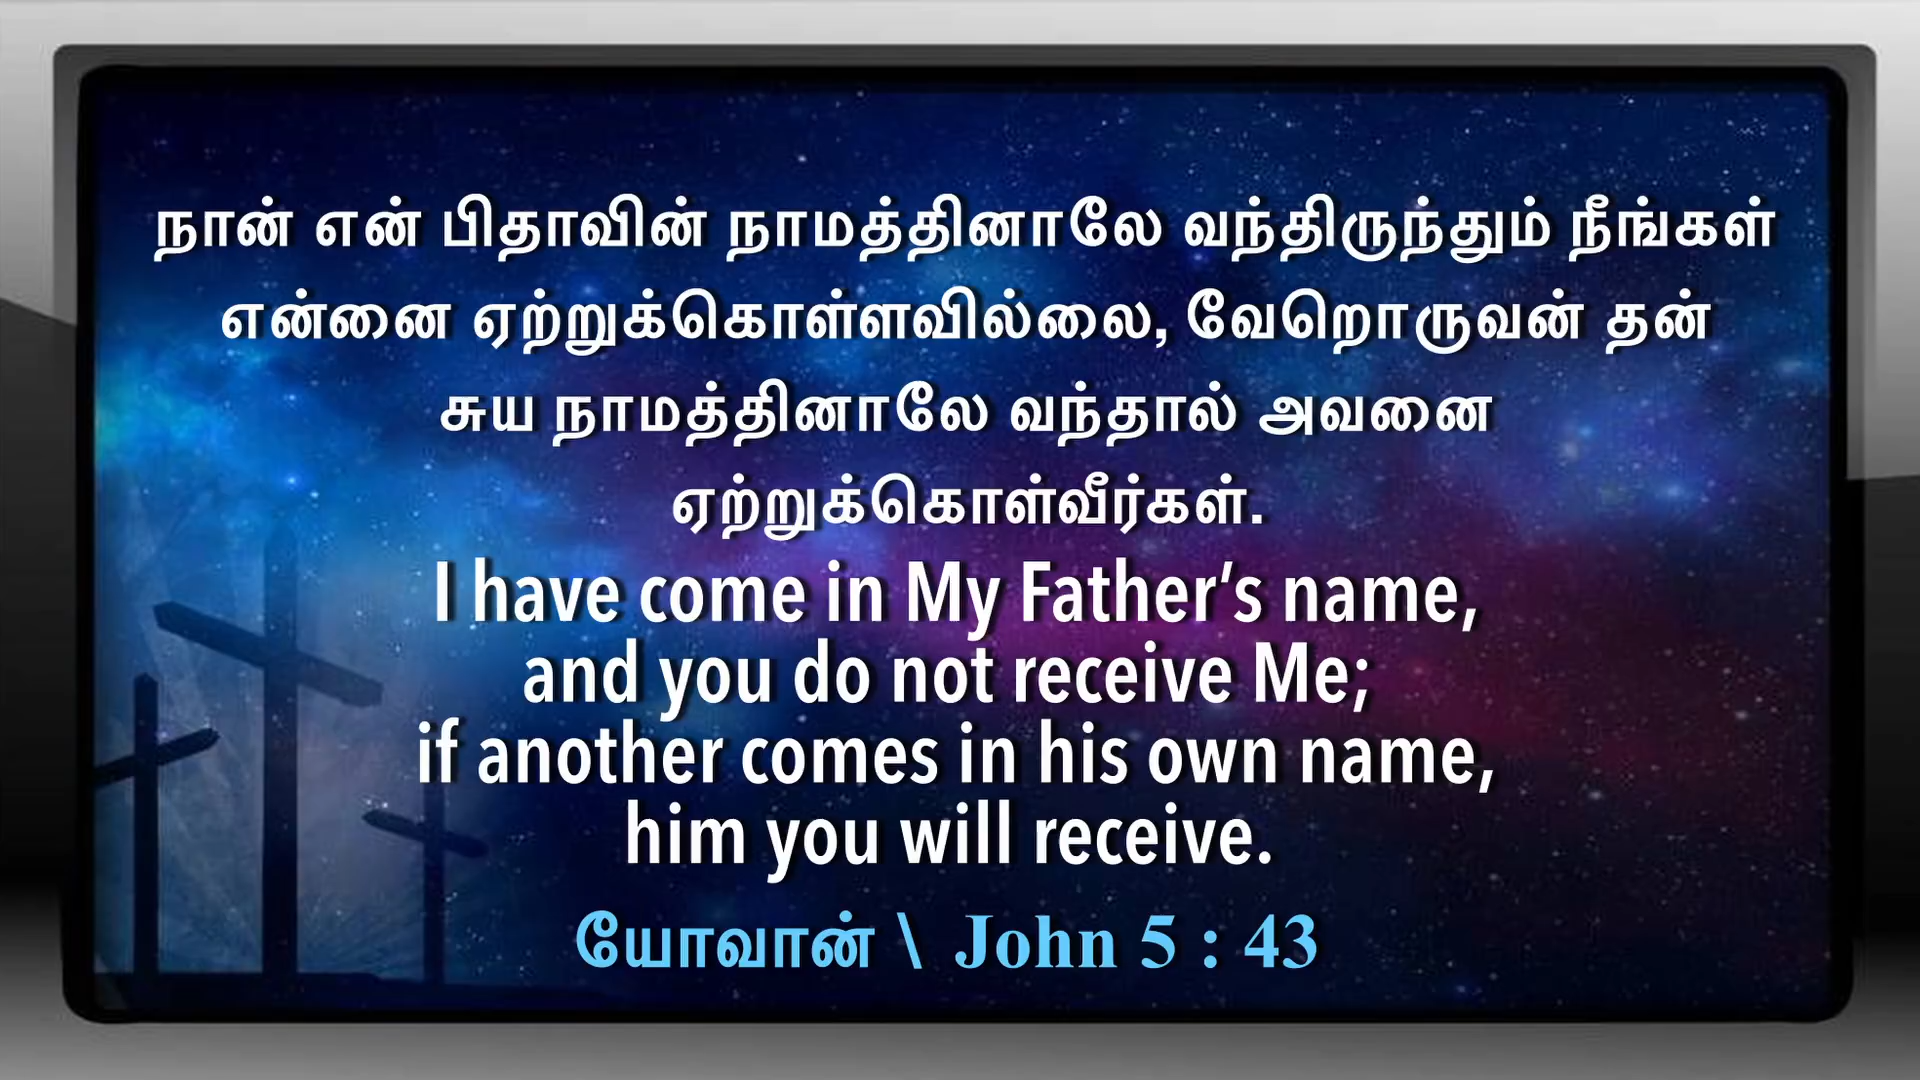 நான் என் பிதாவின் நாமத்தினாலே வந்திருந்தும் நீங்கள்
என்னை ஏற்றுக்கொள்ளவில்லை, வேறொருவன் தன்
சுய நாமத்தினாலே வந்தால் அவனை
ஏற்றுக்கொள்வீர்கள்.
I have come in My Father’s name,
and you do not receive Me;
if another comes in his own name,
him you will receive.
யோவான் \ John 5 : 43